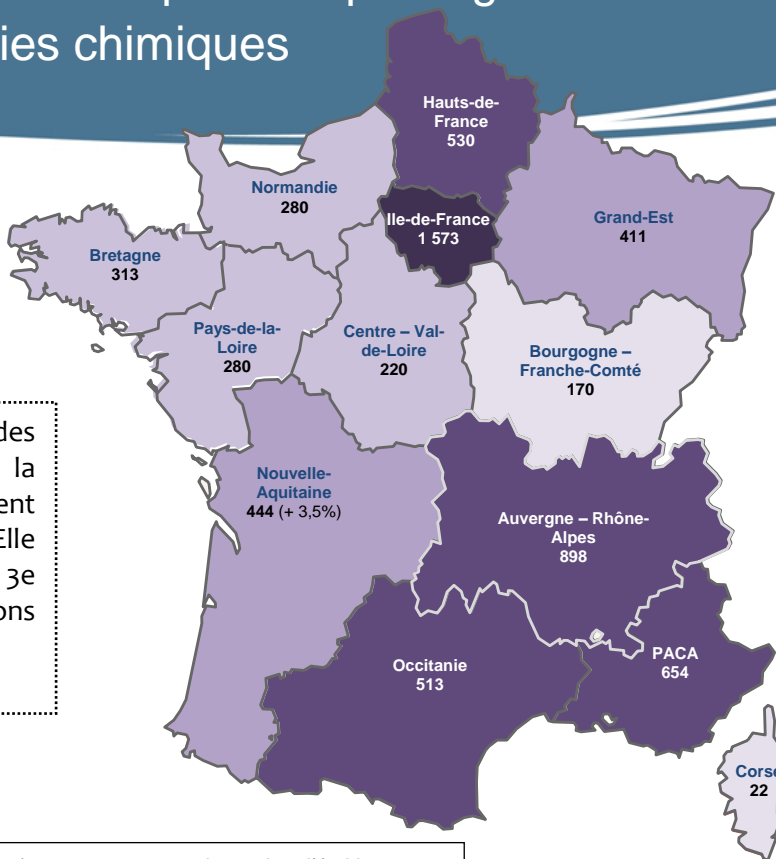 ies chimiques
Hauts-de-
France
530
Normandie
280
Ile-de-France
1 573
Grand-Est
411
Bretagne
313
Pays-de-la-
Loire
280
Centre – Val-
de-Loire
220
Bourgogne –
Franche-Comté
170
des
la
ent
Elle
3e
ons
Nouvelle-
Aquitaine
444 (+ 3,5%)
Auvergne – Rhône-
Alpes
898
Occitanie
513
PACA
654
Corse
22